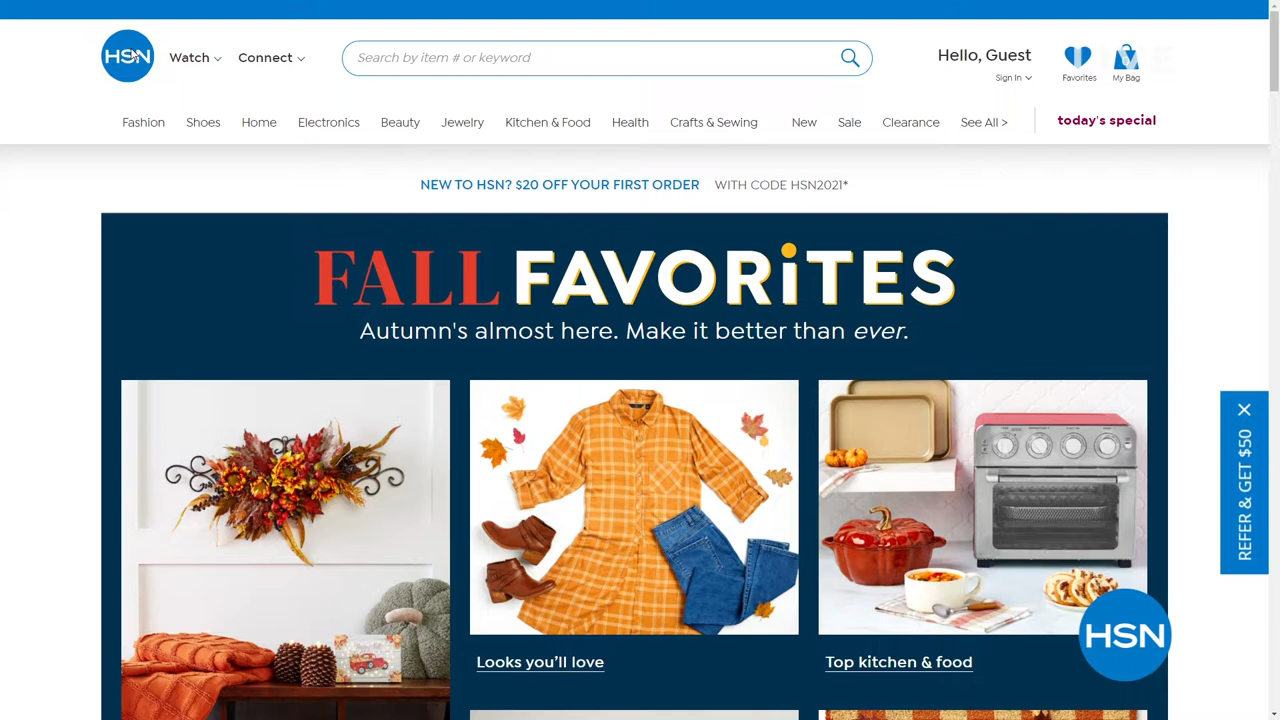 HSN
Watch
Connect
Search by item # or keyword
Hello, Guest
Sign In
Favorites
My Bag
Fashion
Shoes
Home
Electronics
Beauty
Jewelry
Kitchen & Food
Health
Crafts & Sewing
New
Sale
Clearance
See All >
today's special
NEW TO HSN? $20 OFF YOUR FIRST ORDER WITH CODE HSN2021*
FALL FAVORiTES
Autumn's almost here. Make it better than ever.
REFER & GET $50
Looks you'll love
Top kitchen & food
HSN